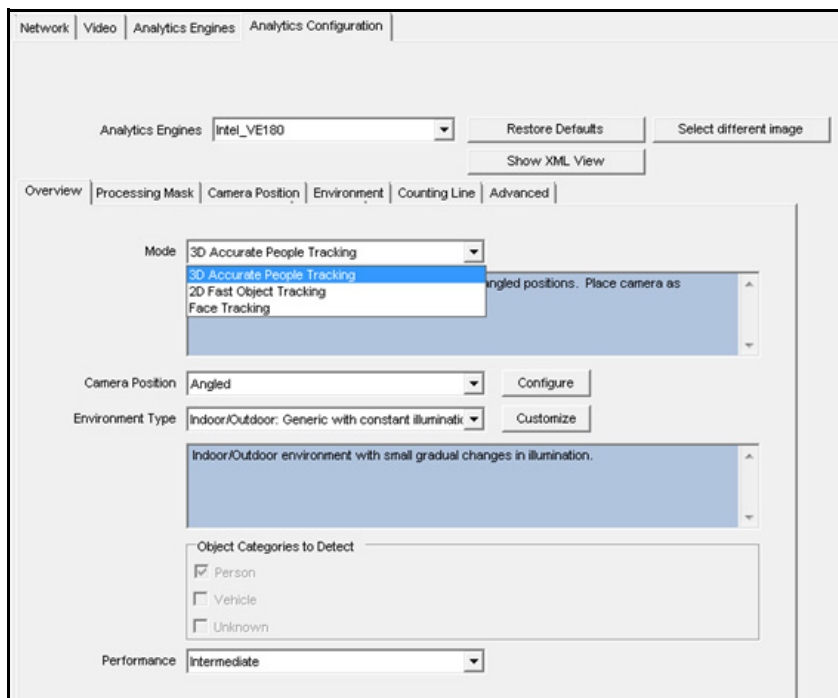 Network Video Analytics Engines Analytics Configuration
Analytics Engines Intel_VE180 Restore Defaults Select different image
Show XML View
Overview Processing Mask Camera Position Environment Counting Line Advanced
Mode 3D Accurate People Tracking
3D Accurate People Tracking
2D Fast Object Tracking
Face Tracking
angled positions. Place camera as
Camera Position Angled Configure
Environment Type Indoor/Outdoor: Generic with constant illuminatic Customize
Indoor/Outdoor environment with small gradual changes in illumination.
Object Categories to Detect
Person
Vehicle
Unknown
Performance Intermediate